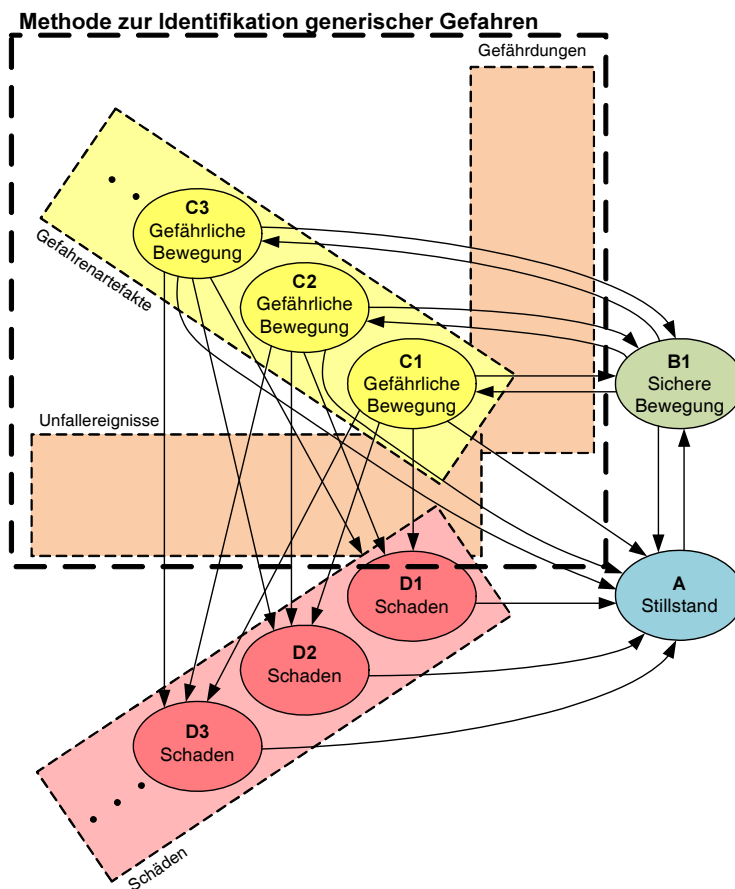 Methode zur Identifikation generischer Gefahren
Gefährdungen
C3
Gefährliche
Bewegung
Gefahrenartefakte
C2
Gefährliche
Bewegung
C1
Gefährliche
Bewegung
B1
Sichere
Bewegung
Unfallereignisse
D1
Schaden
A
Stillstand
D2
Schaden
D3
Schaden
Schäden